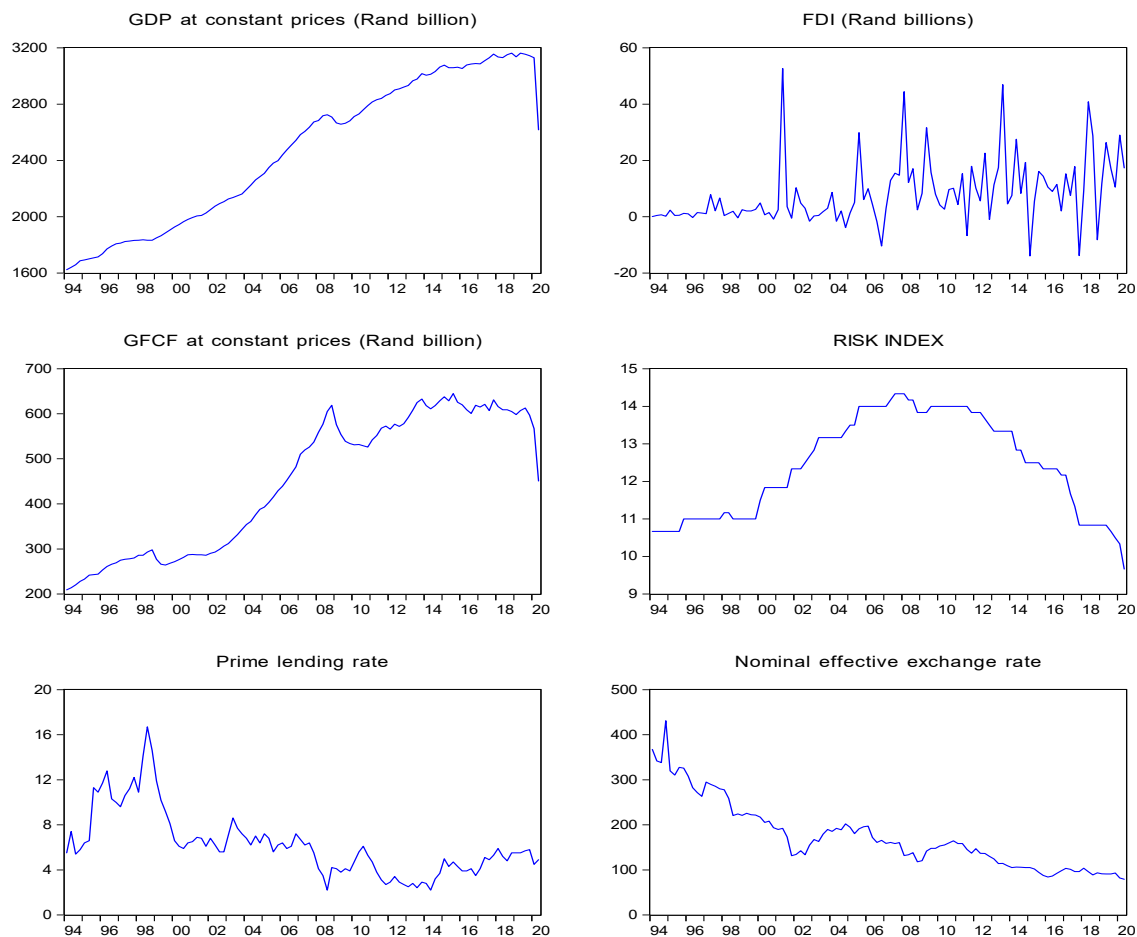 GDP at constant prices (Rand billion)
3200
2800
2400
2000
1600
94 96 98 00 02 04 06 08 10 12 14 16 18 20
FDI (Rand billions)
60
40
20
0
-20
94 96 98 00 02 04 06 08 10 12 14 16 18 20
GFCF at constant prices (Rand billion)
700
600
500
400
300
200
94 96 98 00 02 04 06 08 10 12 14 16 18 20
RISK INDEX
15
14
13
12
11
10
9
94 96 98 00 02 04 06 08 10 12 14 16 18 20
Prime lending rate
20
16
12
8
4
0
94 96 98 00 02 04 06 08 10 12 14 16 18 20
Nominal effective exchange rate
500
400
300
200
100
0
94 96 98 00 02 04 06 08 10 12 14 16 18 20